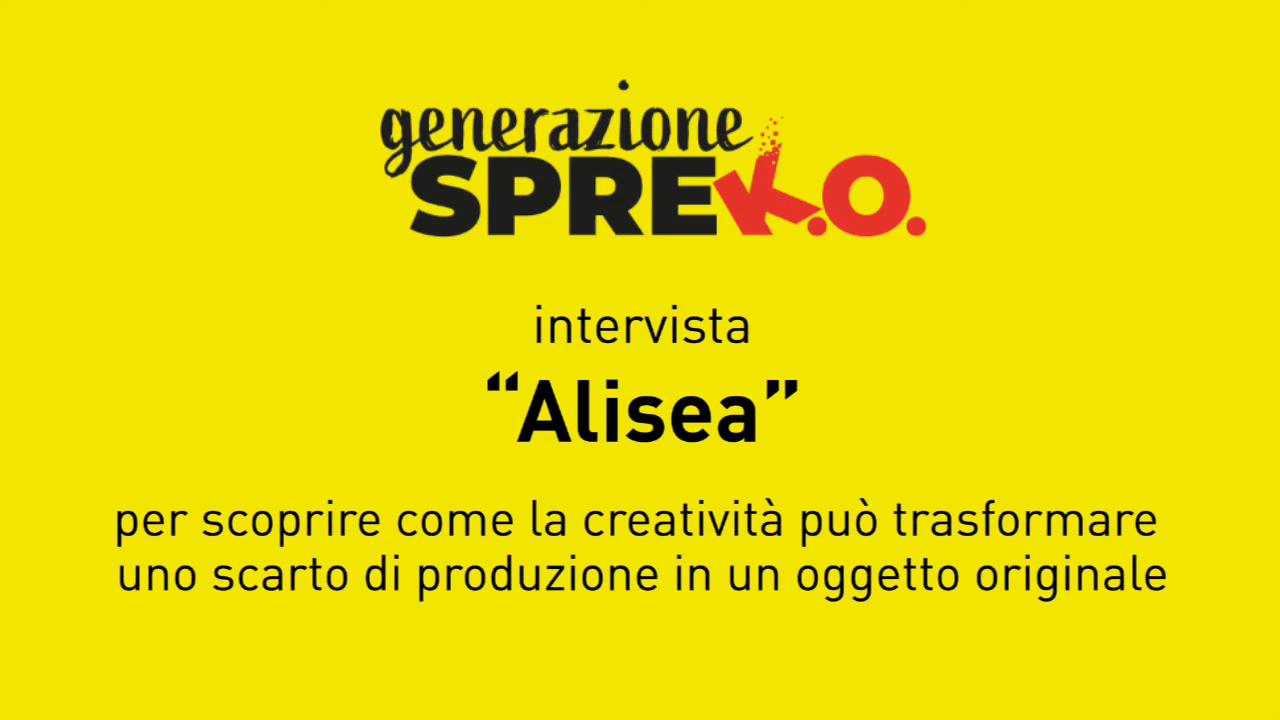 generazione
SPREK.O.
intervista
“Alisea”
per scoprire come la creatività può trasformare
uno scarto di produzione in un oggetto originale